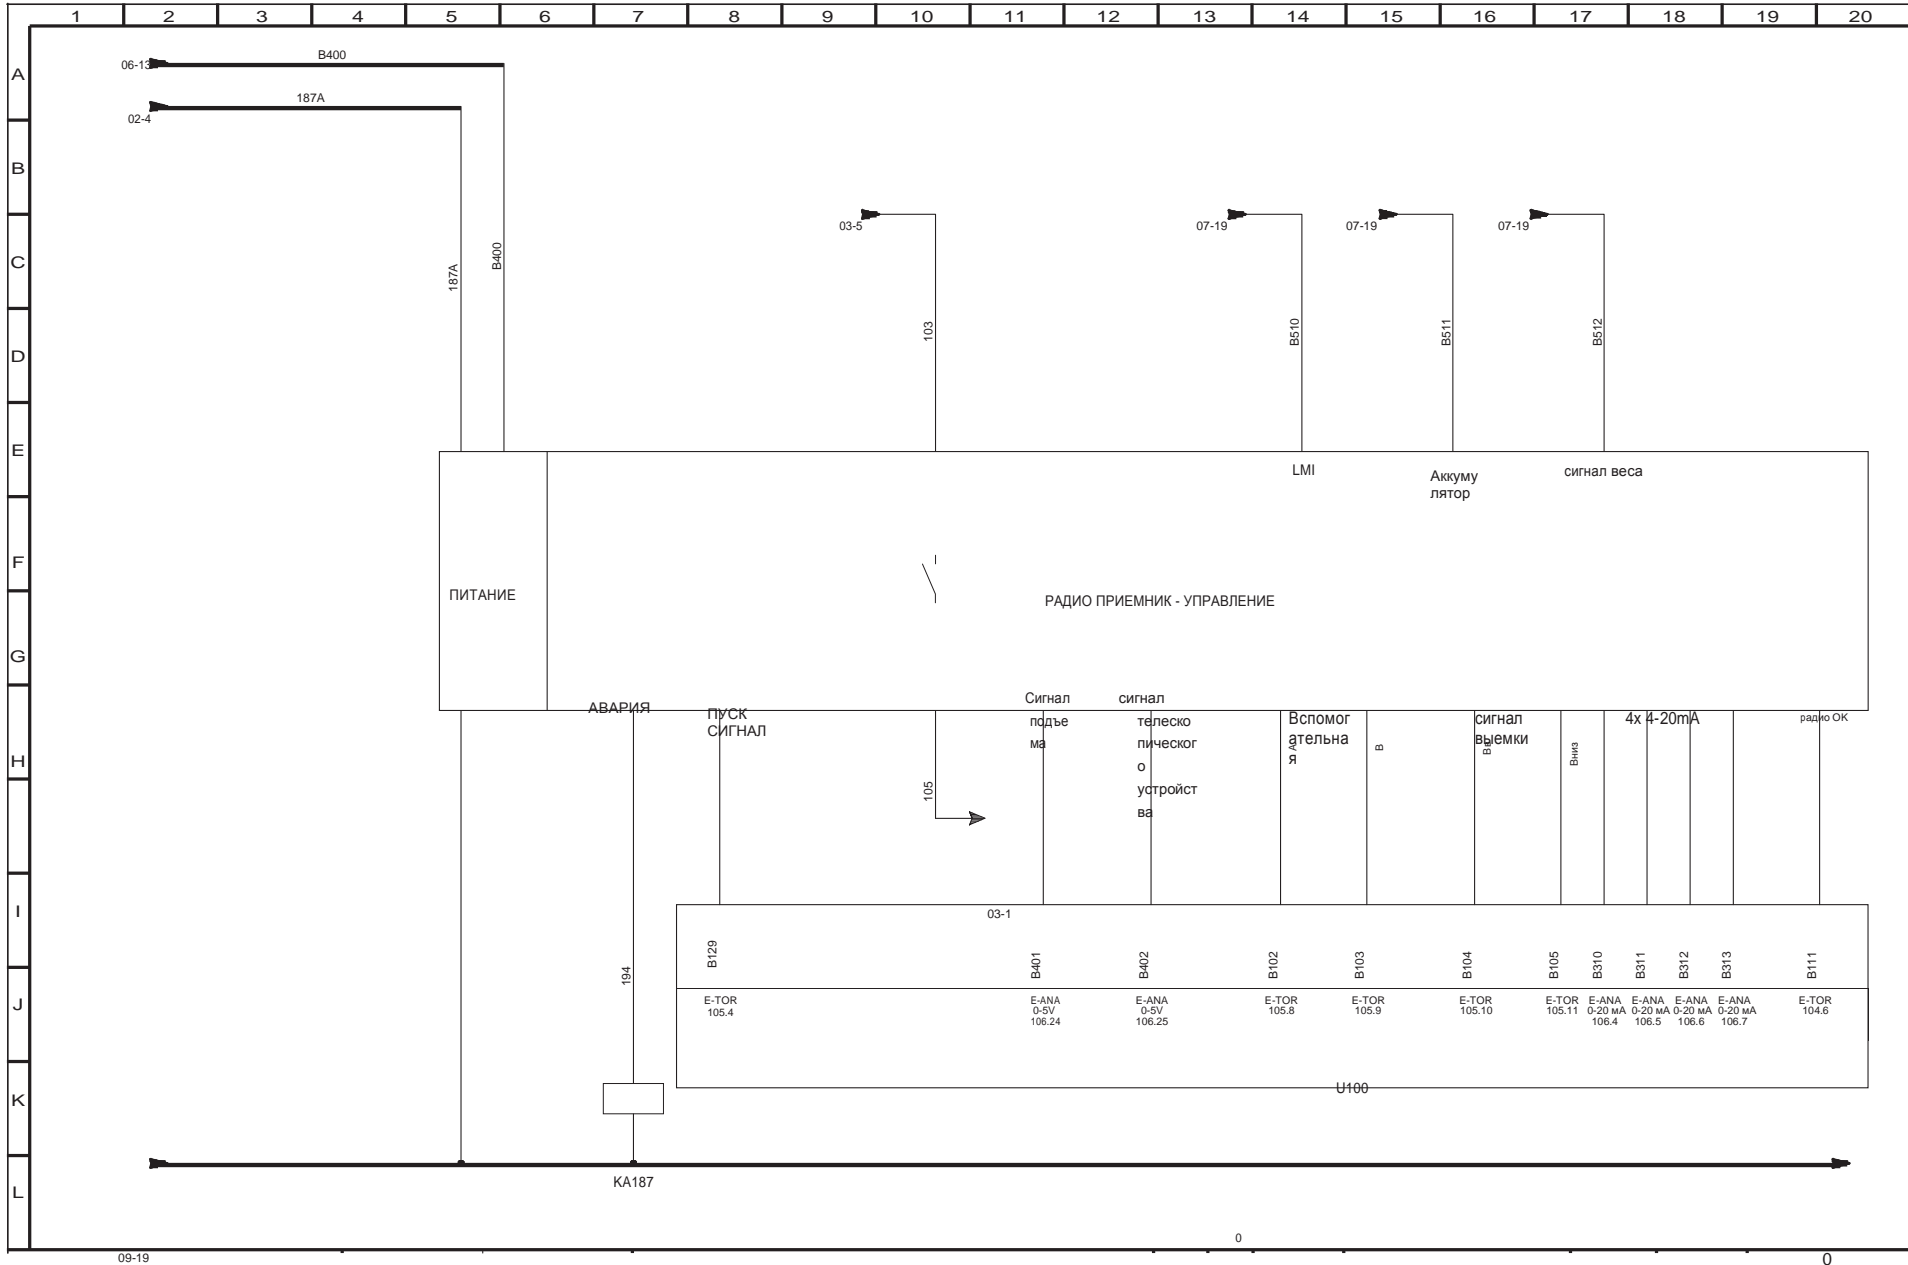 1 2 3 4 5 6 7 8 9 10 11 12 13 14 15 16 17 18 19 20
A
B
C
D
E
F
G
H
I
J
K
L
06-13
B400
187A
02-4
03-5
07-19
07-19
07-19
187A
B400
103
B510
B511
B512
LMI
Аккуму
лятор
сигнал веса
ПИТАНИЕ
РАДИО ПРИЕМНИК - УПРАВЛЕНИЕ
АВАРИЯ
ПУСК
СИГНАЛ
Сигнал
подъе
ма
сигнал
телеско
пическог
о
устройст
ва
Вспомог
ательна
я
А
В
сигнал
выемки
Вв
Вниз
4x 4-20mA
радио OK
105
03-1
194
B129
B401
B402
B102
B103
B104
B105
B310
B311
B312
B313
B111
E-TOR
105.4
E-ANA
0-5V
106.24
E-ANA
0-5V
106.25
E-TOR
105.8
E-TOR
105.9
E-TOR
105.10
E-TOR
105.11
E-ANA
0-20 мА
106.4
E-ANA
0-20 мА
106.5
E-ANA
0-20 мА
106.6
E-ANA
0-20 мА
106.7
E-TOR
104.6
U100
KA187
0
09-19
0